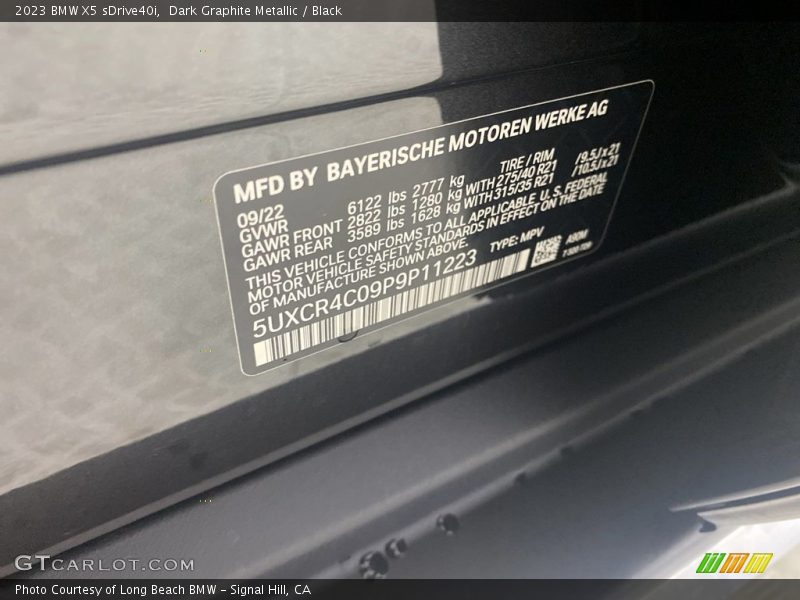 2023 BMW X5 sDrive40i, Dark Graphite Metallic / Black
MFD BY BAYERISCHE MOTOREN WERKE AG
09/22 TIRE / RIM
GVWR 6122 lbs 2777 kg
GAWR FRONT 2822 lbs 1280 kg WITH 275/40 R21 /9.5Jx21
GAWR REAR 3589 lbs 1628 kg WITH 315/35 R21 /10.5Jx21
THIS VEHICLE CONFORMS TO ALL APPLICABLE U.S. FEDERAL
MOTOR VEHICLE SAFETY STANDARDS IN EFFECT ON THE DATE
OF MANUFACTURE SHOWN ABOVE.
TYPE: MPV
5UXCR4C09P9P11223
GTCARLOT.COM
Photo Courtesy of Long Beach BMW - Signal Hill, CA